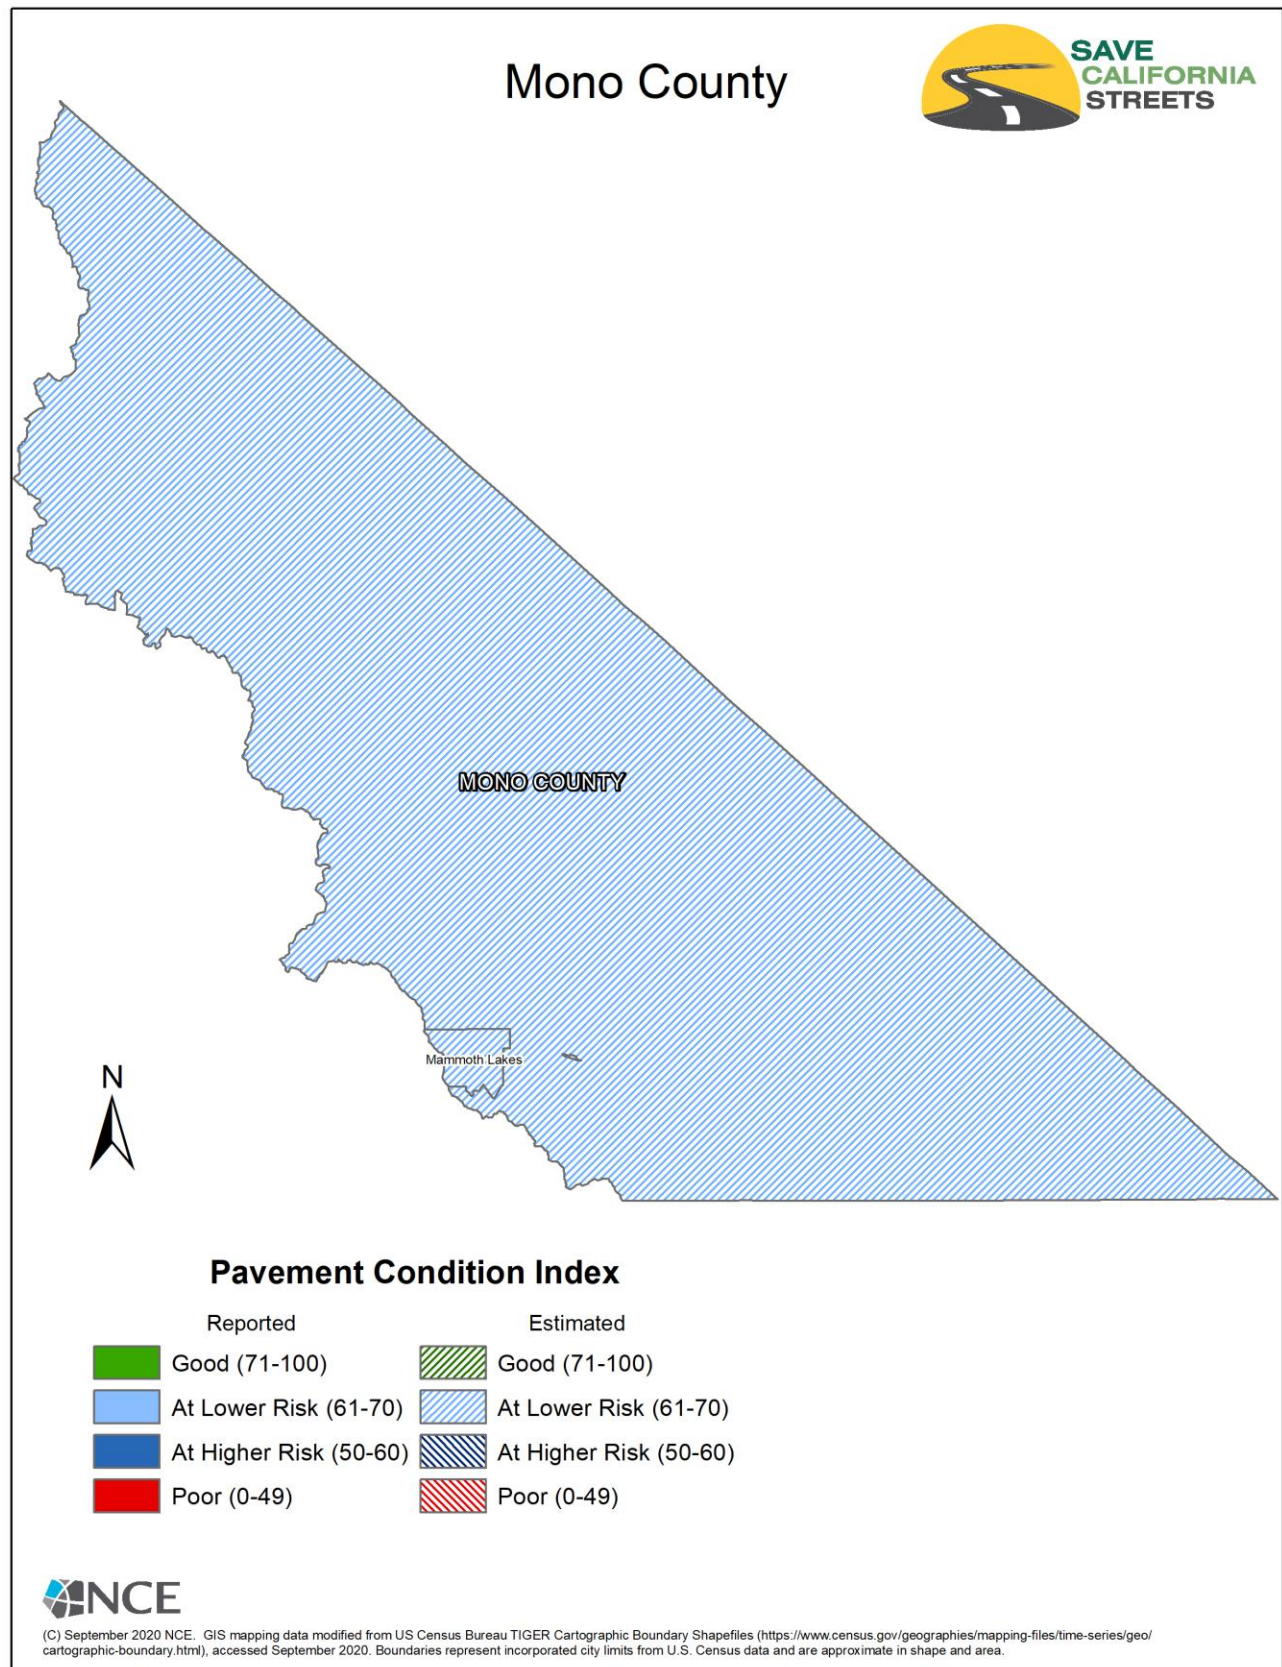 Mono County
SAVE
CALIFORNIA
STREETS
MONO COUNTY
Mammoth Lakes
N
Pavement Condition Index
Reported
Estimated
Good (71-100)
Good (71-100)
At Lower Risk (61-70)
At Lower Risk (61-70)
At Higher Risk (50-60)
At Higher Risk (50-60)
Poor (0-49)
Poor (0-49)
NCE
(C) September 2020 NCE. GIS mapping data modified from US Census Bureau TIGER Cartographic Boundary Shapefiles (https://www.census.gov/geographies/mapping-files/time-series/geo/
cartographic-boundary.html), accessed September 2020. Boundaries represent incorporated city limits from U.S. Census data and are approximate in shape and area.